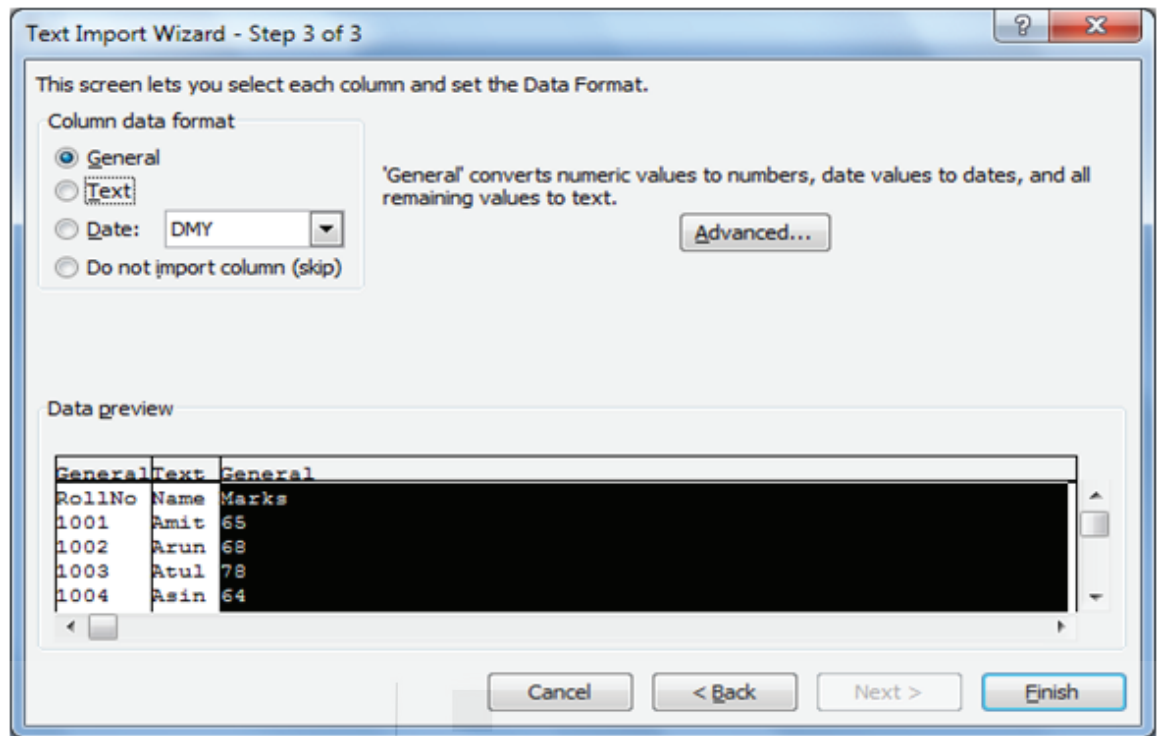 Text Import Wizard - Step 3 of 3
?
This screen lets you select each column and set the Data Format.
Column data format
General
Text
Date: DMY
Do not import column (skip)
'General' converts numeric values to numbers, date values to dates, and all
remaining values to text.
Advanced...
Data preview
General Text General
RollNo Name Marks
1001 Amit 65
1002 Arun 68
1003 Atul 78
1004 Asin 64
Cancel < Back Next > Finish